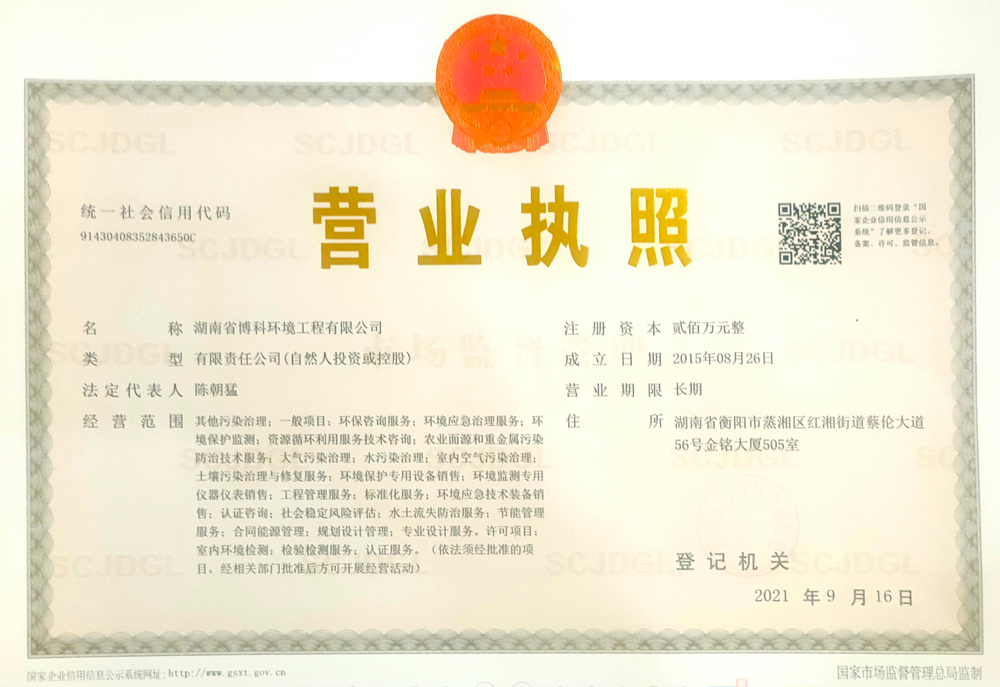 营业执照
统一社会信用代码
91430408352843650C
扫描二维码登录“国
家企业信用信息公示
系统”了解更多登记、
备案、许可、监管信息。
名称 湖南省博科环境工程有限公司
类型 有限责任公司(自然人投资或控股)
法定代表人 陈朝猛
经营范围 其他污染治理；一般项目：环保咨询服务；环境应急治理服务；环
境保护监测；资源循环利用服务技术咨询；农业面源和重金属污染
防治技术服务；大气污染治理；水污染治理；室内空气污染治理；
土壤污染治理与修复服务；环境保护专用设备销售；环境监测专用
仪器仪表销售；工程管理服务；标准化服务；环境应急技术装备销
售；认证咨询；社会稳定风险评估；水土流失防治服务；节能管理
服务；合同能源管理；规划设计管理；专业设计服务。许可项目：
室内环境检测；检验检测服务；认证服务。（依法须经批准的项
目，经相关部门批准后方可开展经营活动）
注册资本 贰佰万元整
成立日期 2015年08月26日
营业期限 长期
住所 湖南省衡阳市蒸湘区红湘街道蔡伦大道
56号金铭大厦505室
登记机关
2021 年 9 月 16 日
国家企业信用信息公示系统网址:http://www.gsxt.gov.cn
国家市场监督管理总局监制